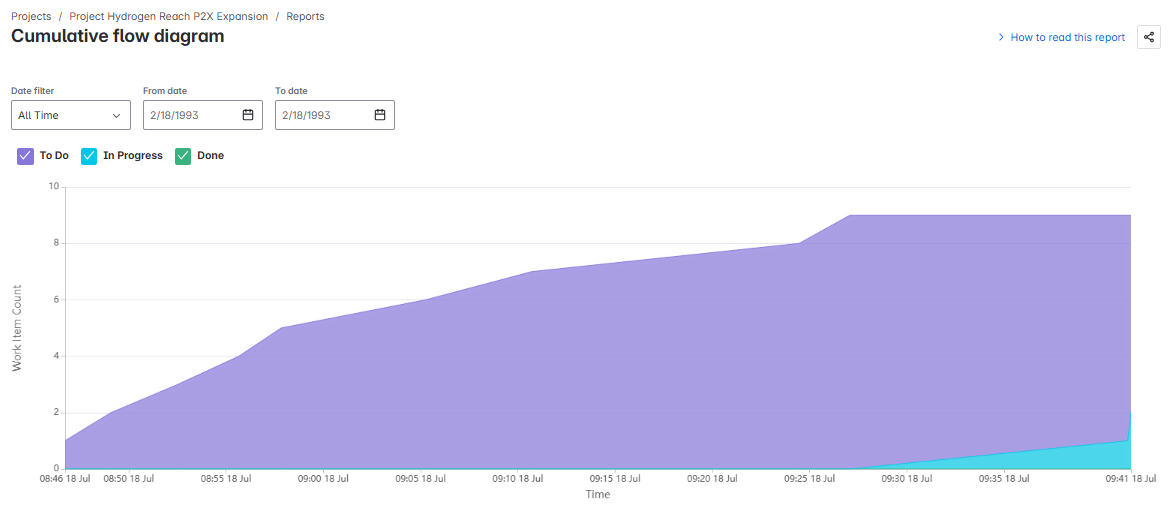 Projects / Project Hydrogen Reach P2X Expansion / Reports
Cumulative flow diagram
How to read this report
Date filter From date To date
All Time 2/18/1993 2/18/1993
To Do In Progress Done
10
8
6
4
2
0
Work Item Count
08:46 18 Jul 08:50 18 Jul 08:55 18 Jul 09:00 18 Jul 09:05 18 Jul 09:10 18 Jul 09:15 18 Jul 09:20 18 Jul 09:25 18 Jul 09:30 18 Jul 09:35 18 Jul 09:41 18 Jul
Time